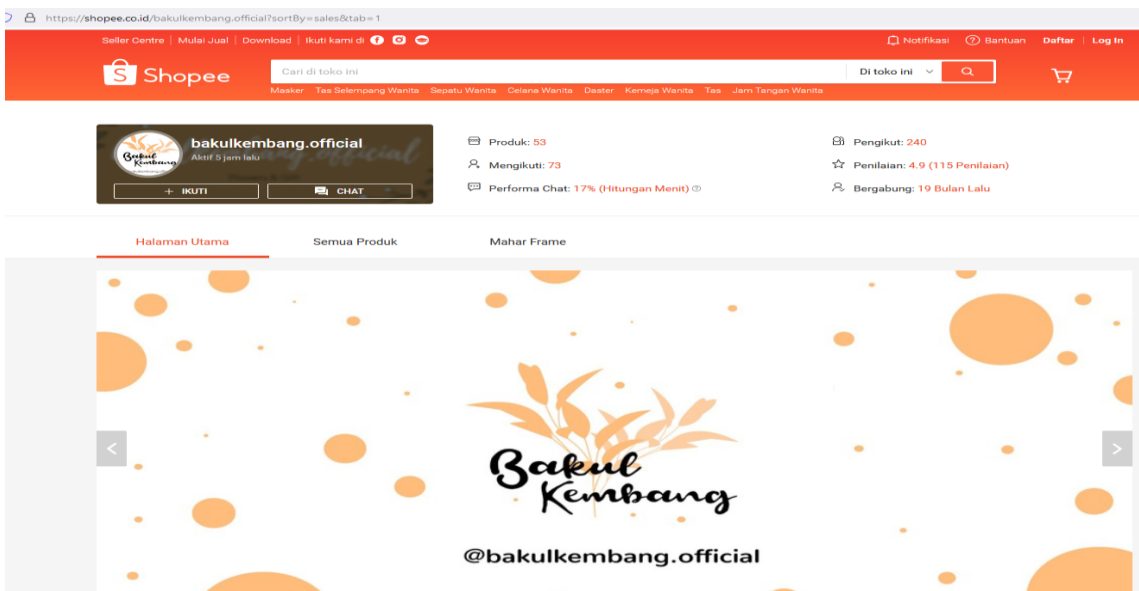 https://shopee.co.id/bakulkembang.official?sortBy=sales&tab=1
Seller Centre | Mulai Jual | Download | Ikuti kami di
Notifikasi Bantuan Daftar | Log In
Shopee
Cari di toko ini
Di toko ini
Masker Tas Selempang Wanita Sepatu Wanita Celana Wanita Daster Kemeja Wanita Tas Jam Tangan Wanita
Bakul Kembang
bakulkembang.official
Aktif 5 jam lalu
+ IKUTI
CHAT
Produk: 53
Mengikuti: 73
Performa Chat: 17% (Hitungan Menit)
Pengikut: 240
Penilaian: 4.9 (115 Penilaian)
Bergabung: 19 Bulan Lalu
Halaman Utama Semua Produk Mahar Frame
Bakul
Kembang
@bakulkembang.official